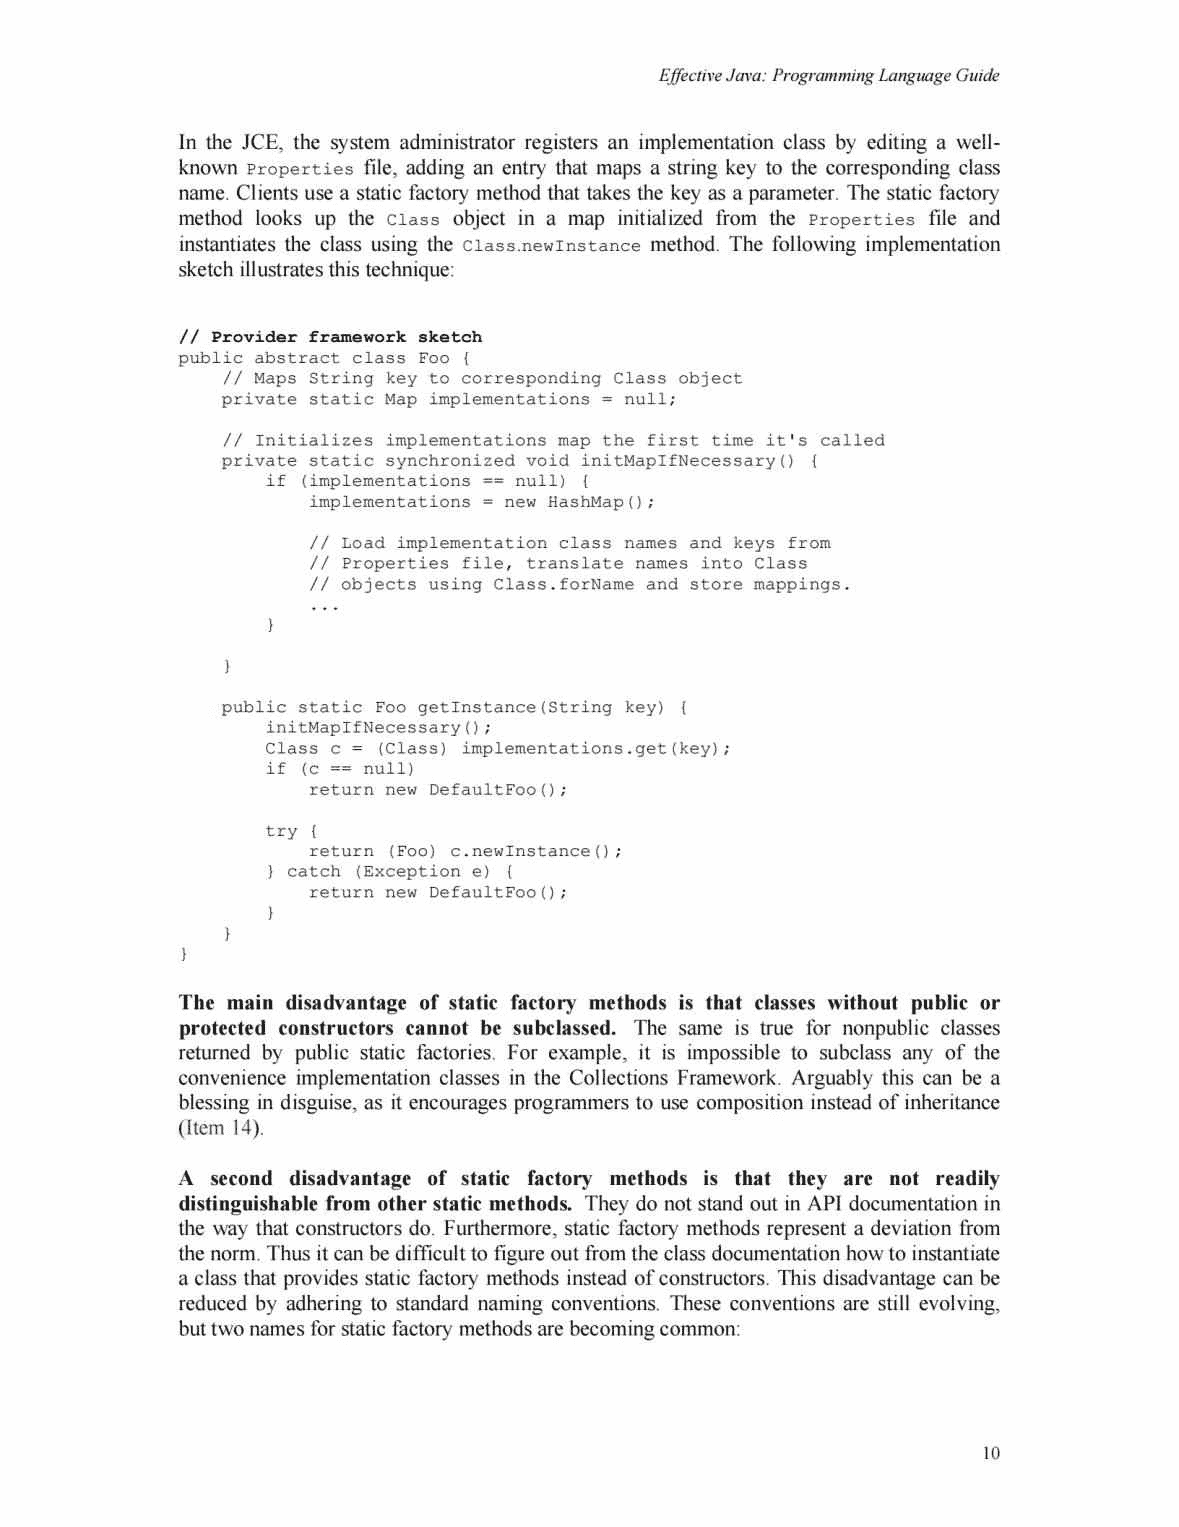 Effective Java: Programming Language Guide
In the JCE, the system administrator registers an implementation class by editing a well-
known Properties file, adding an entry that maps a string key to the corresponding class
name. Clients use a static factory method that takes the key as a parameter. The static factory
method looks up the Class object in a map initialized from the Properties file and
instantiates the class using the Class.newInstance method. The following implementation
sketch illustrates this technique:
// Provider framework sketch
public abstract class Foo {
    // Maps String key to corresponding Class object
    private static Map implementations = null;
    // Initializes implementations map the first time it's called
    private static synchronized void initMapIfNecessary() {
        if (implementations == null) {
            implementations = new HashMap();
            // Load implementation class names and keys from
            // Properties file, translate names into Class
            // objects using Class.forName and store mappings.
            ...
        }
    }
    public static Foo getInstance(String key) {
        initMapIfNecessary();
        Class c = (Class) implementations.get(key);
        if (c == null)
            return new DefaultFoo();
        try {
            return (Foo) c.newInstance();
        } catch (Exception e) {
            return new DefaultFoo();
        }
    }
}
The main disadvantage of static factory methods is that classes without public or
protected constructors cannot be subclassed. The same is true for nonpublic classes
returned by public static factories. For example, it is impossible to subclass any of the
convenience implementation classes in the Collections Framework. Arguably this can be a
blessing in disguise, as it encourages programmers to use composition instead of inheritance
(Item 14).
A second disadvantage of static factory methods is that they are not readily
distinguishable from other static methods. They do not stand out in API documentation in
the way that constructors do. Furthermore, static factory methods represent a deviation from
the norm. Thus it can be difficult to figure out from the class documentation how to instantiate
a class that provides static factory methods instead of constructors. This disadvantage can be
reduced by adhering to standard naming conventions. These conventions are still evolving,
but two names for static factory methods are becoming common:
10